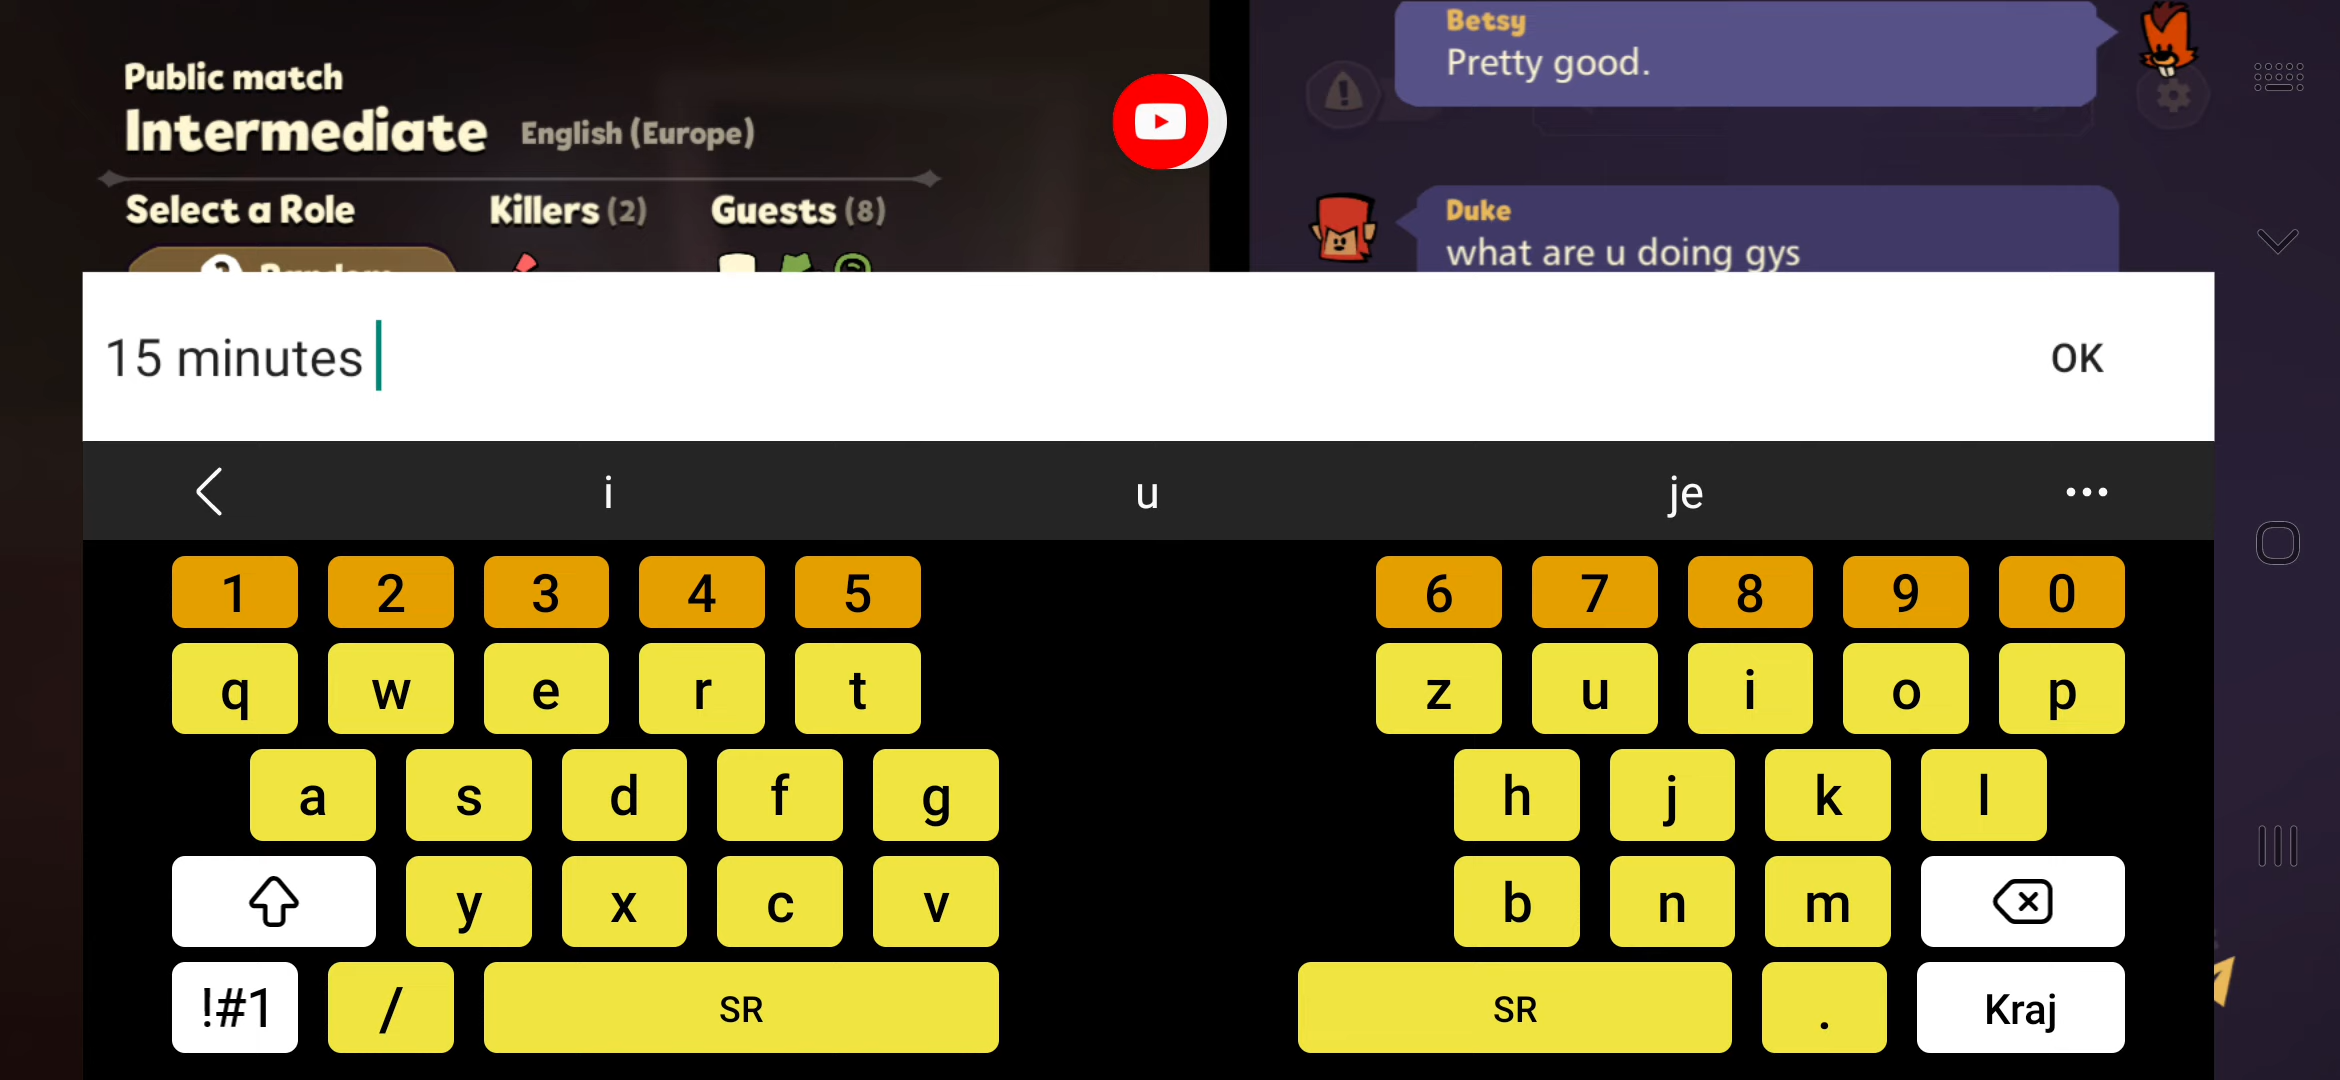 Public match
Intermediate English (Europe)
Select a Role Killers (2) Guests (8)
Random
Betsy
Pretty good.
Duke
what are u doing gys
15 minutes
OK
i u je
1 2 3 4 5 6 7 8 9 0
q w e r t z u i o p
a s d f g h j k l
y x c v b n m
!#1 / SR SR . Kraj